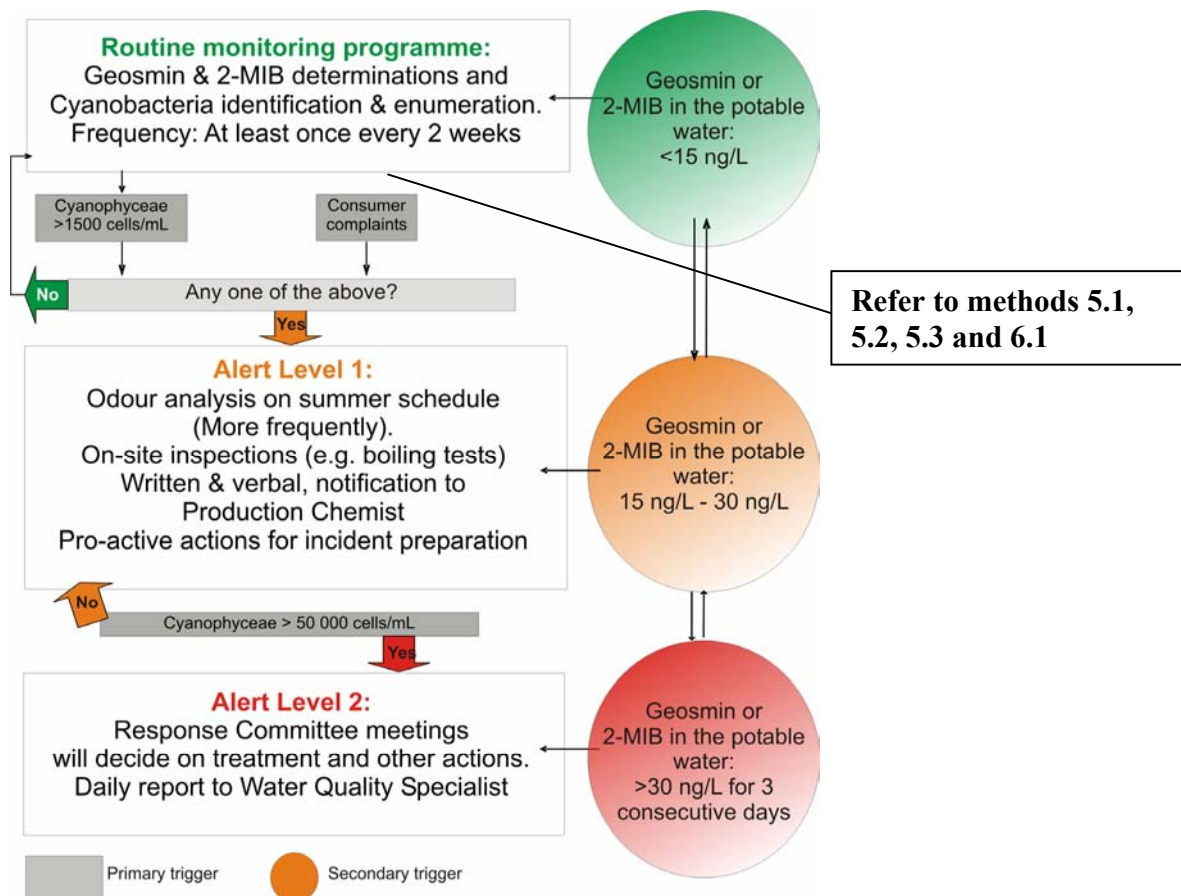 Routine monitoring programme:
Geosmin & 2-MIB determinations and
Cyanobacteria identification & enumeration.
Frequency: At least once every 2 weeks
Geosmin or
2-MIB in the potable
water:
<15 ng/L
Cyanophyceae
>1500 cells/mL
Consumer
complaints
No
Any one of the above?
Yes
Refer to methods 5.1,
5.2, 5.3 and 6.1
Alert Level 1:
Odour analysis on summer schedule
(More frequently).
On-site inspections (e.g. boiling tests)
Written & verbal, notification to
Production Chemist
Pro-active actions for incident preparation
Geosmin or
2-MIB in the potable
water:
15 ng/L - 30 ng/L
No
Cyanophyceae > 50 000 cells/mL
Yes
Alert Level 2:
Response Committee meetings
will decide on treatment and other actions.
Daily report to Water Quality Specialist
Geosmin or
2-MIB in the potable
water:
>30 ng/L for 3
consecutive days
Primary trigger
Secondary trigger